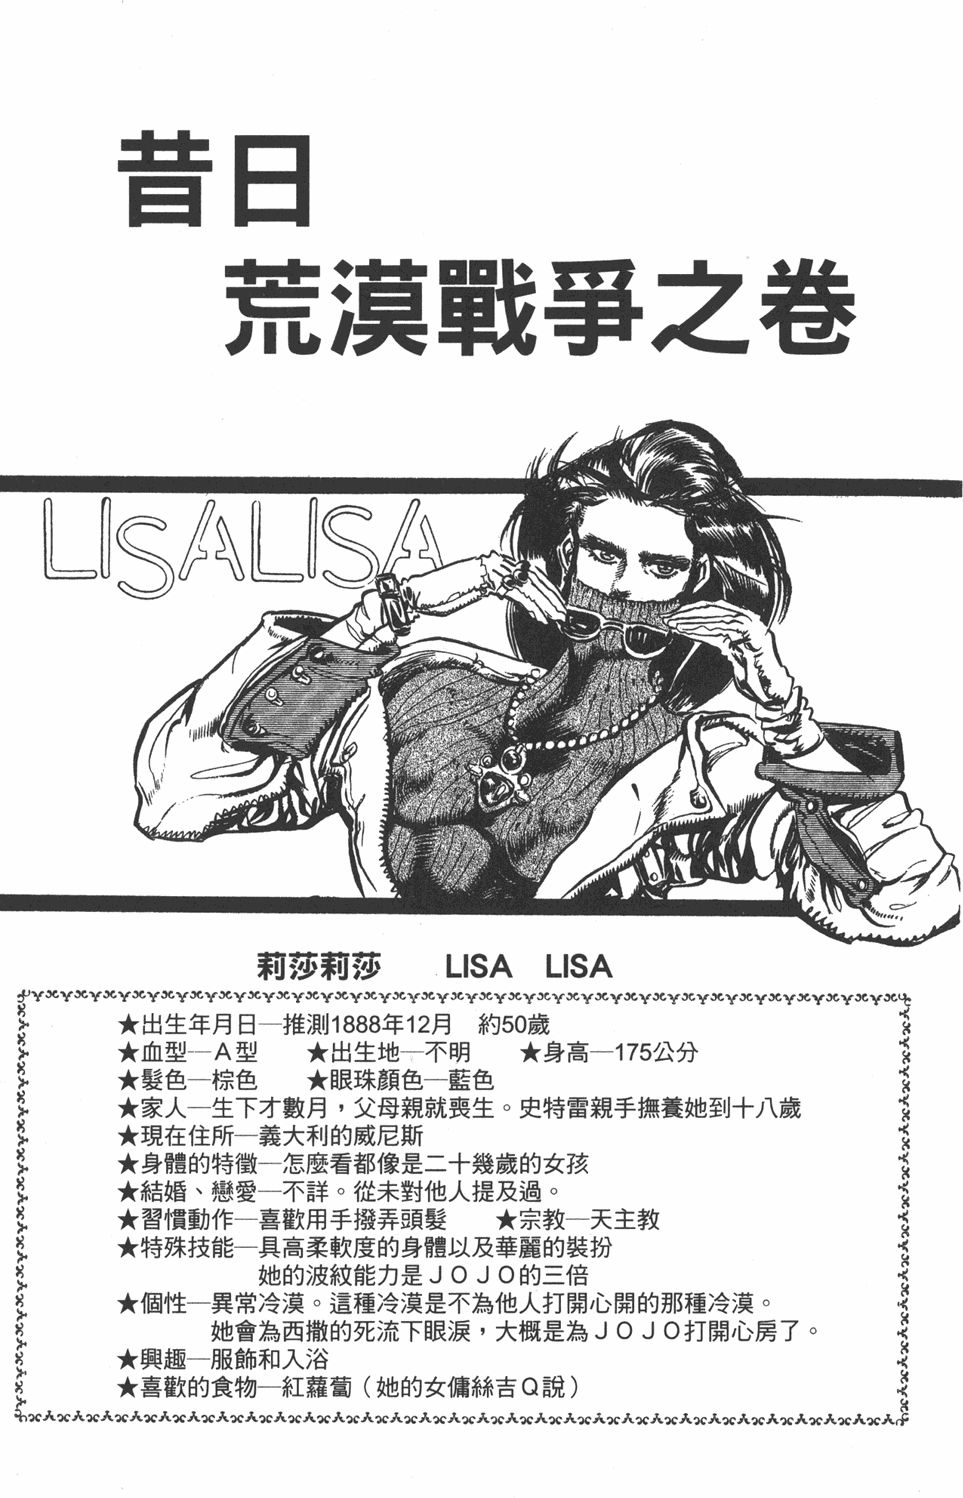 昔日
荒漠戰爭之卷
LISALISA
莉莎莉莎 LISA LISA
★出生年月日—推測1888年12月 約50歲
★血型—A型 ★出生地—不明 ★身高—175公分
★髮色—棕色 ★眼珠顏色—藍色
★家人—生下才數月，父母親就喪生。史特雷親手撫養她到十八歲
★現在住所—義大利的威尼斯
★身體的特徵—怎麼看都像是二十幾歲的女孩
★結婚、戀愛—不詳。從未對他人提及過。
★習慣動作—喜歡用手撥弄頭髮 ★宗教—天主教
★特殊技能—具高柔軟度的身體以及華麗的裝扮
她的波紋能力是JOJO的三倍
★個性—異常冷漠。這種冷漠是不為他人打開心開的那種冷漠。
她會為西撒的死流下眼淚，大概是為JOJO打開心房了。
★興趣—服飾和入浴
★喜歡的食物—紅蘿蔔（她的女傭絲吉Q說）